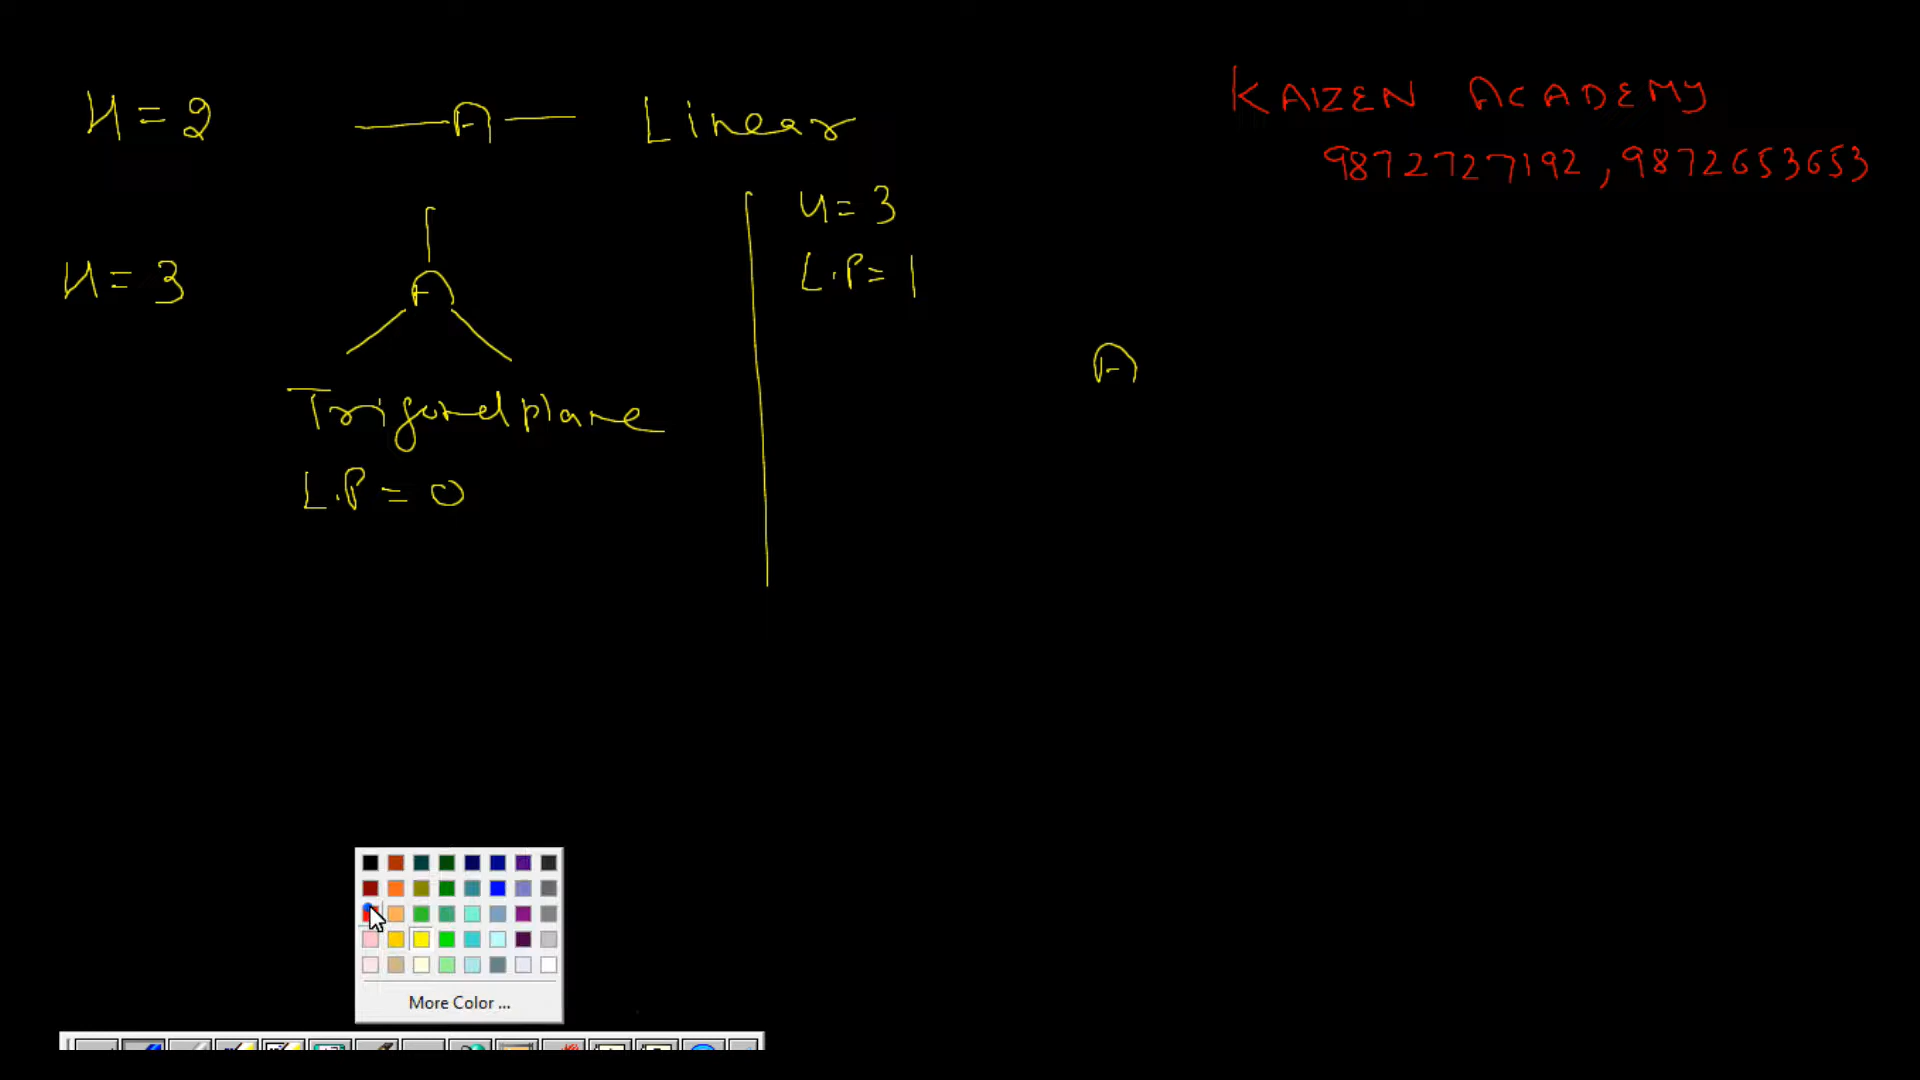 H = 2 —A— Linear
KAIZEN ACADEMY
9872727192, 9872653653
H = 3
A
Trigonal plane
L.P = 0
H = 3
L.P = 1
A
More Color ...